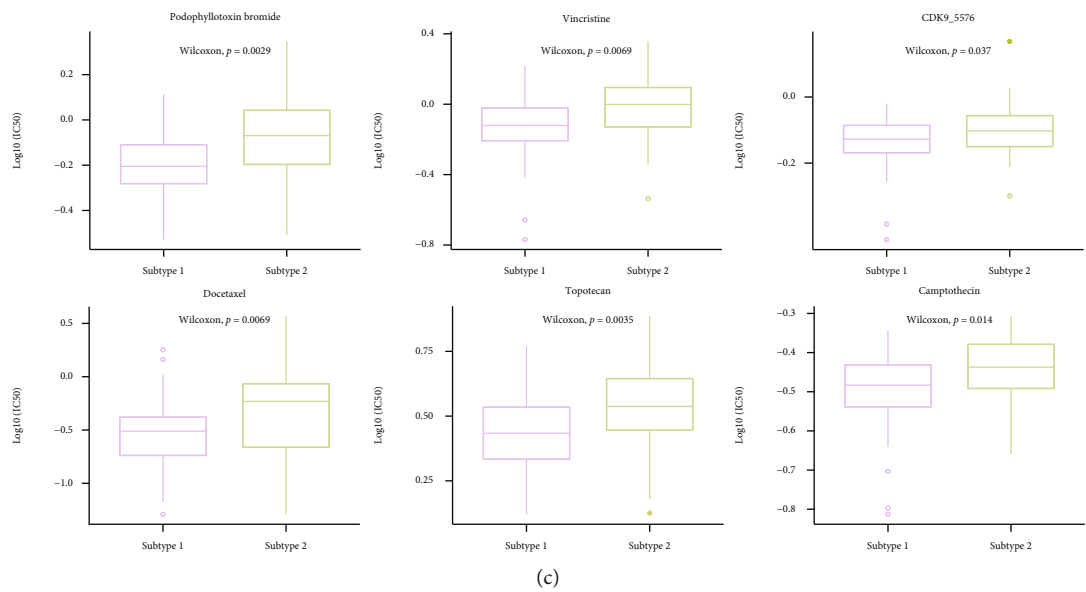 Podophyllotoxin bromide
Wilcoxon, p = 0.0029
Log10 (IC50)
0.2
0.0
−0.2
−0.4
Subtype 1
Subtype 2
Vincristine
Wilcoxon, p = 0.0069
Log10 (IC50)
0.4
0.0
−0.4
−0.8
Subtype 1
Subtype 2
CDK9_5576
Wilcoxon, p = 0.037
Log10 (IC50)
0.0
−0.2
Subtype 1
Subtype 2
Docetaxel
Wilcoxon, p = 0.0069
Log10 (IC50)
0.5
0.0
−0.5
−1.0
Subtype 1
Subtype 2
Topotecan
Wilcoxon, p = 0.0035
Log10 (IC50)
0.75
0.50
0.25
Subtype 1
Subtype 2
Camptothecin
Wilcoxon, p = 0.014
Log10 (IC50)
−0.3
−0.4
−0.5
−0.6
−0.7
−0.8
Subtype 1
Subtype 2
(c)